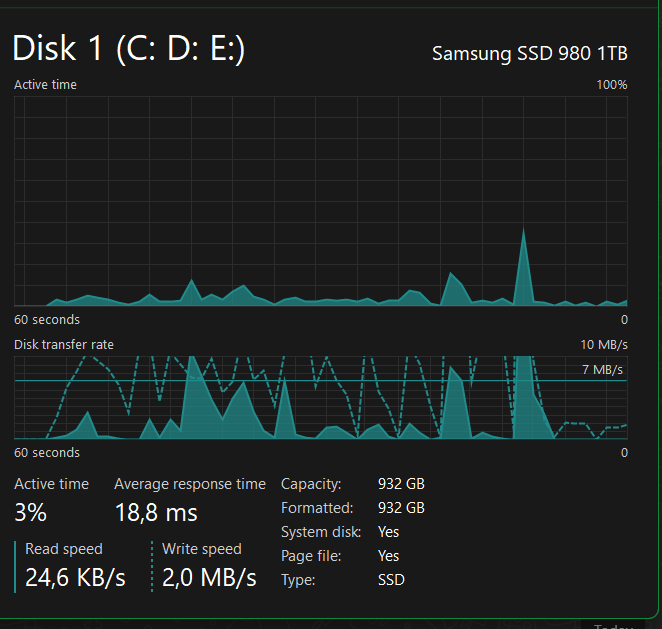 Disk 1 (C: D: E:)
Samsung SSD 980 1TB
Active time
100%
60 seconds
0
Disk transfer rate
10 MB/s
7 MB/s
60 seconds
0
Active time
Average response time
3%
18,8 ms
Read speed
Write speed
24,6 KB/s
2,0 MB/s
Capacity: 932 GB
Formatted: 932 GB
System disk: Yes
Page file: Yes
Type: SSD